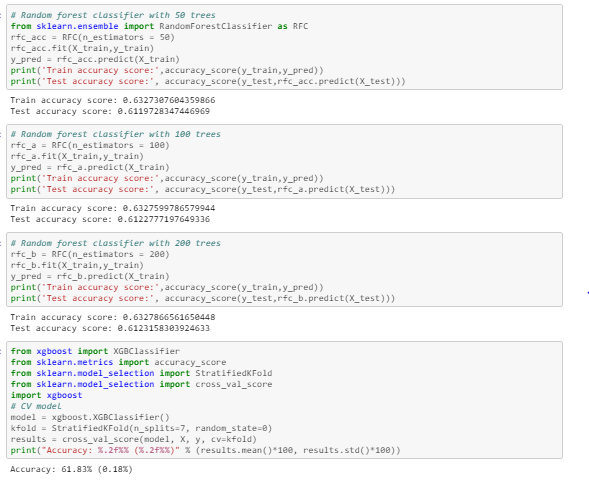 # Random forest classifier with 50 trees
from sklearn.ensemble import RandomForestClassifier as RFC
rfc_acc = RFC(n_estimators = 50)
rfc_acc.fit(X_train,y_train)
y_pred = rfc_acc.predict(X_train)
print('Train accuracy score:',accuracy_score(y_train,y_pred))
print('Test accuracy score:', accuracy_score(y_test,rfc_acc.predict(X_test)))
Train accuracy score: 0.6327307604359866
Test accuracy score: 0.6119728347446969
# Random forest classifier with 100 trees
rfc_a = RFC(n_estimators = 100)
rfc_a.fit(X_train,y_train)
y_pred = rfc_a.predict(X_train)
print('Train accuracy score:',accuracy_score(y_train,y_pred))
print('Test accuracy score:', accuracy_score(y_test,rfc_a.predict(X_test)))
Train accuracy score: 0.6327599786579944
Test accuracy score: 0.6122777197649336
# Random forest classifier with 200 trees
rfc_b = RFC(n_estimators = 200)
rfc_b.fit(X_train,y_train)
y_pred = rfc_b.predict(X_train)
print('Train accuracy score:',accuracy_score(y_train,y_pred))
print('Test accuracy score:', accuracy_score(y_test,rfc_b.predict(X_test)))
Train accuracy score: 0.6327866561650448
Test accuracy score: 0.6123158303924633
from xgboost import XGBClassifier
from sklearn.metrics import accuracy_score
from sklearn.model_selection import StratifiedKFold
from sklearn.model_selection import cross_val_score
import xgboost
# CV model
model = xgboost.XGBClassifier()
kfold = StratifiedKFold(n_splits=7, random_state=0)
results = cross_val_score(model, X, y, cv=kfold)
print("Accuracy: %.2f%% (%.2f%%)" % (results.mean()*100, results.std()*100))
Accuracy: 61.83% (0.18%)